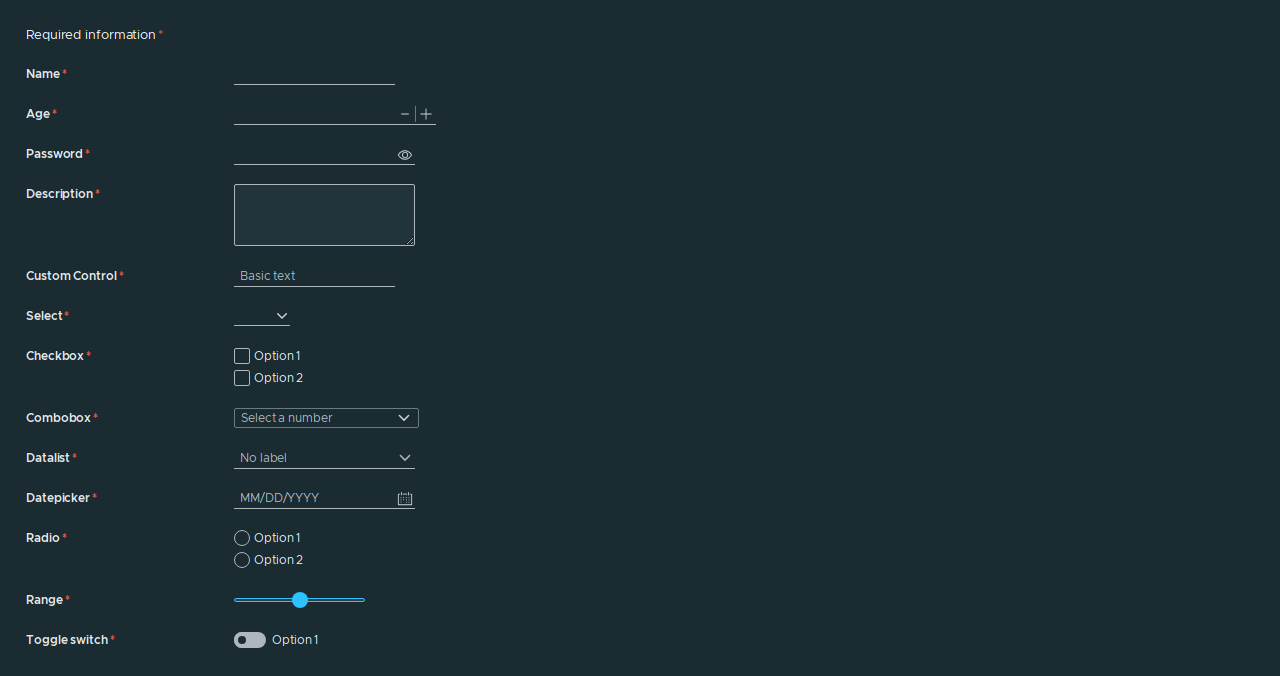 Required information *
Name *
Age *
Password *
Description *
Custom Control * Basic text
Select *
Checkbox * Option 1
Option 2
Combobox * Select a number
Datalist * No label
Datepicker * MM/DD/YYYY
Radio * Option 1
Option 2
Range *
Toggle switch * Option 1